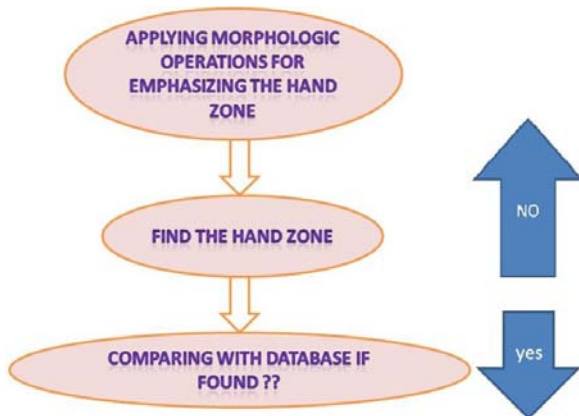 APPLYING MORPHOLOGIC
OPERATIONS FOR
EMPHASIZING THE HAND
ZONE
FIND THE HAND ZONE
NO
COMPARING WITH DATABASE IF
FOUND ??
yes